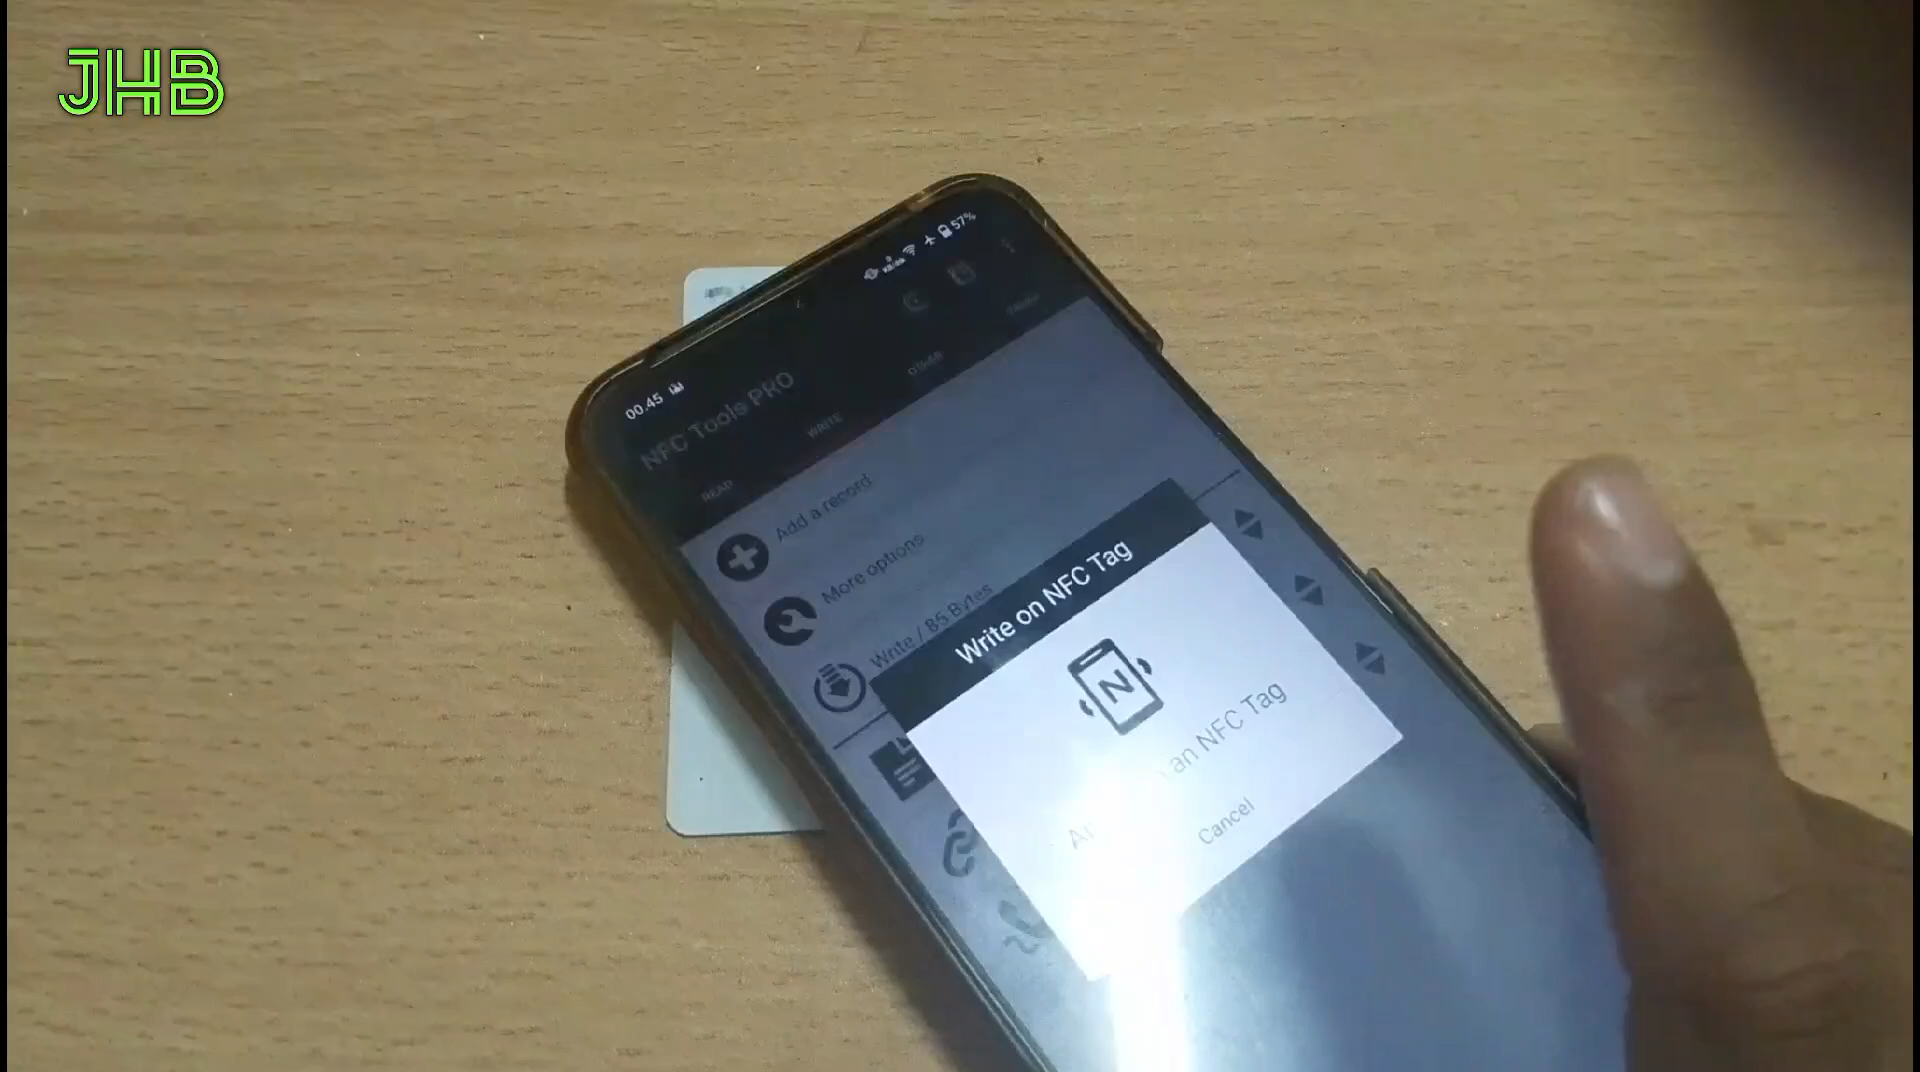 JHB
00.45
57%
NFC Tools PRO
READ
WRITE
OTHER
Add a record
More options
Write / 85 Bytes
Write on NFC Tag
an NFC Tag
Cancel